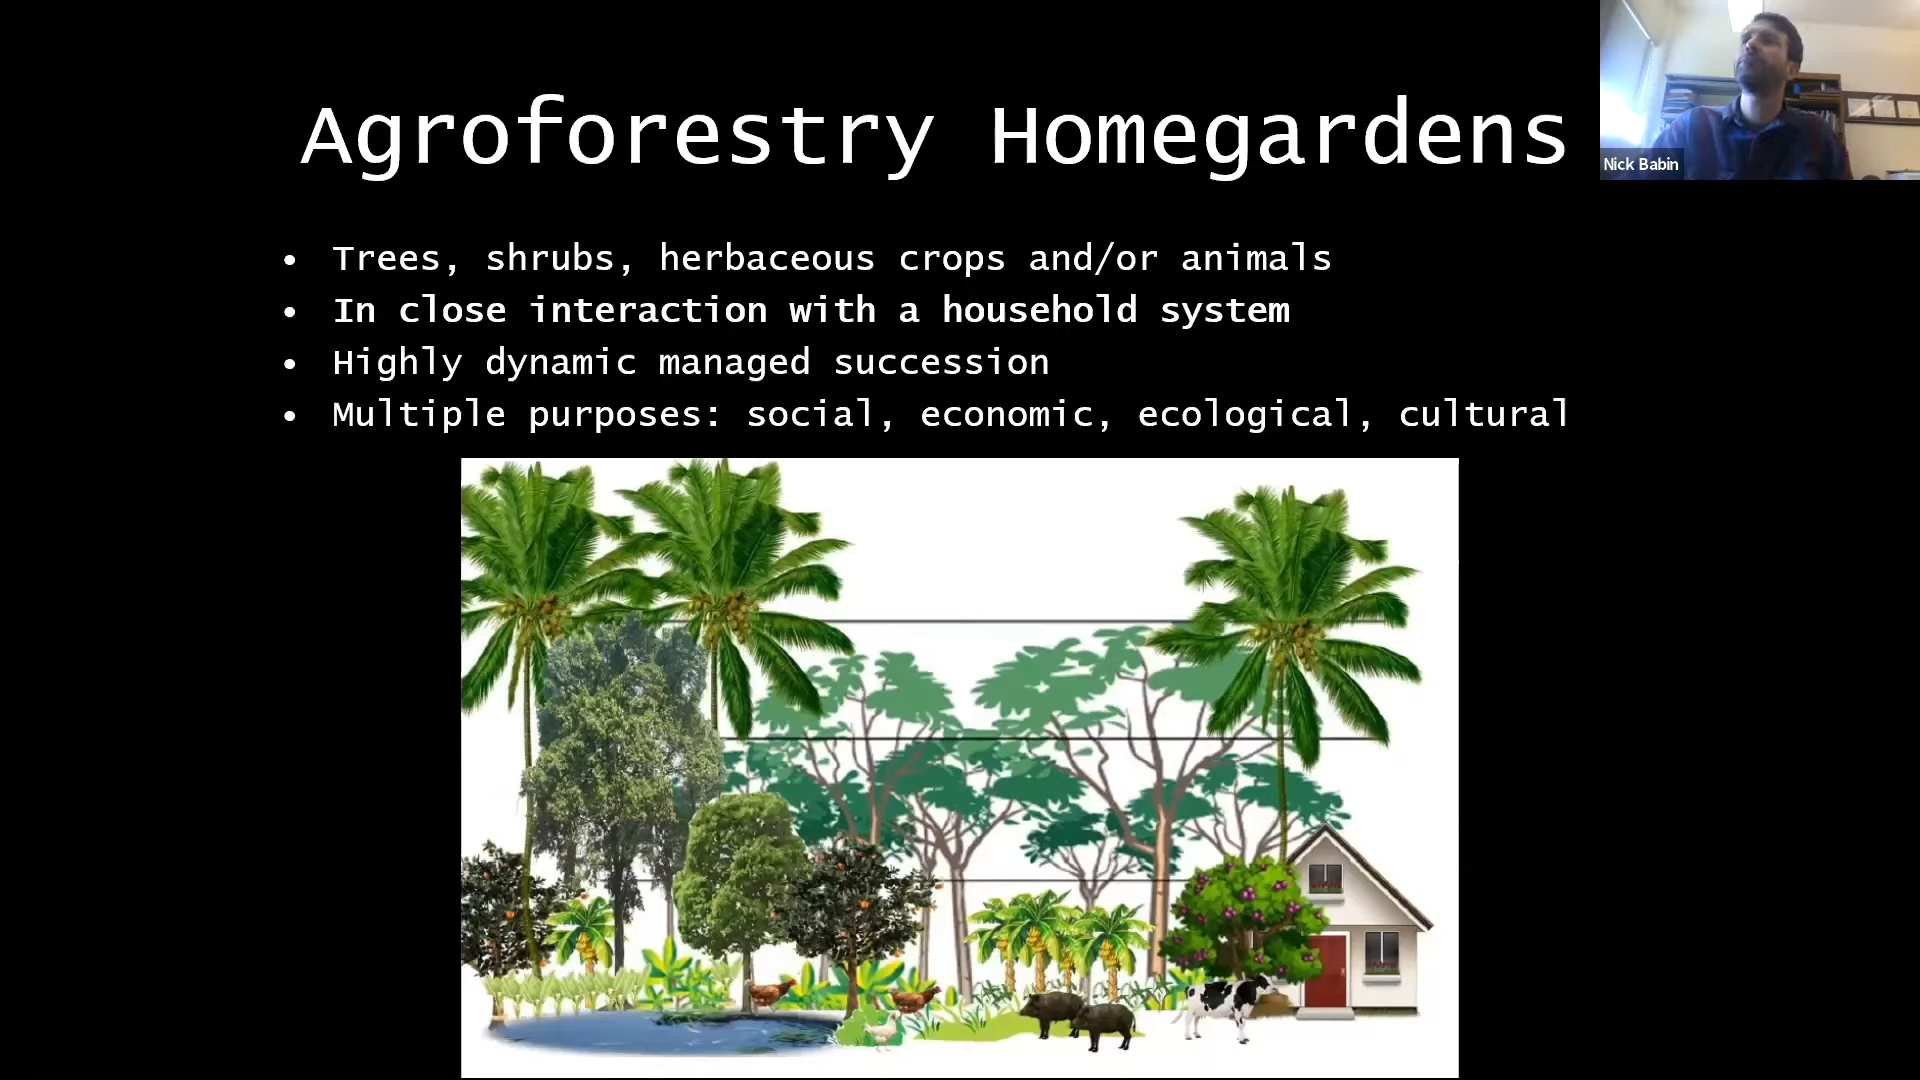 Agroforestry Homegardens
Nick Babin
• Trees, shrubs, herbaceous crops and/or animals
• In close interaction with a household system
• Highly dynamic managed succession
• Multiple purposes: social, economic, ecological, cultural